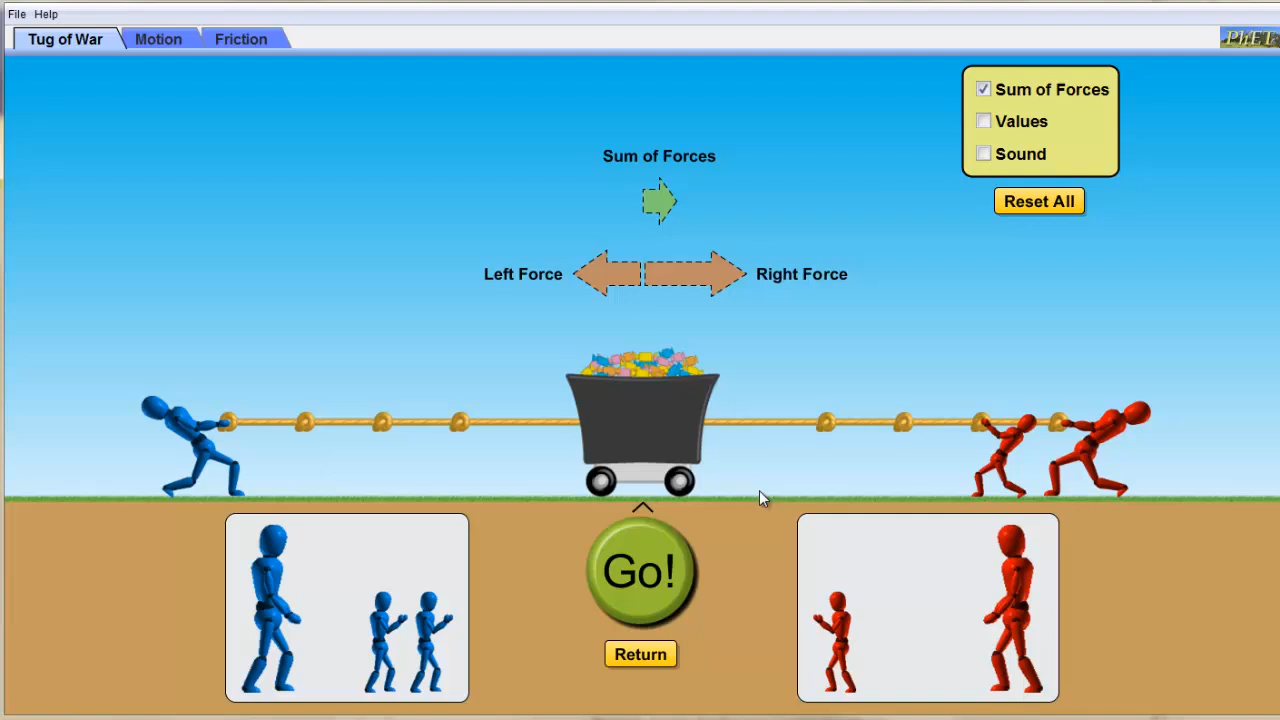 File Help
Tug of War Motion Friction
PhET
Sum of Forces
Values
Sound
Reset All
Sum of Forces
Left Force Right Force
Go!
Return